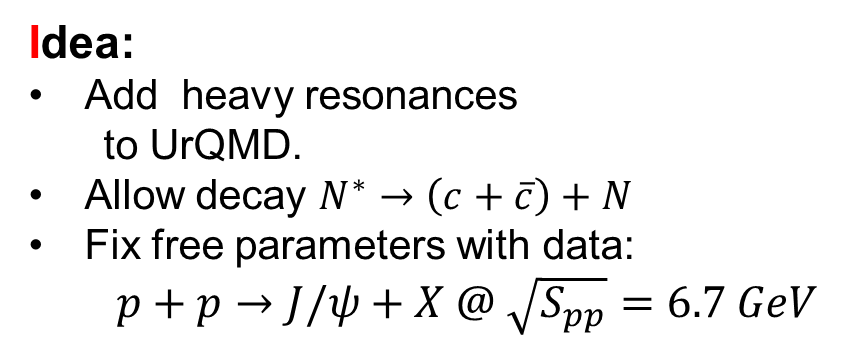 Idea:
• Add heavy resonances
to UrQMD.
• Allow decay N* → (c + c̄) + N
• Fix free parameters with data:
p + p → J/ψ + X @ √S_pp = 6.7 GeV